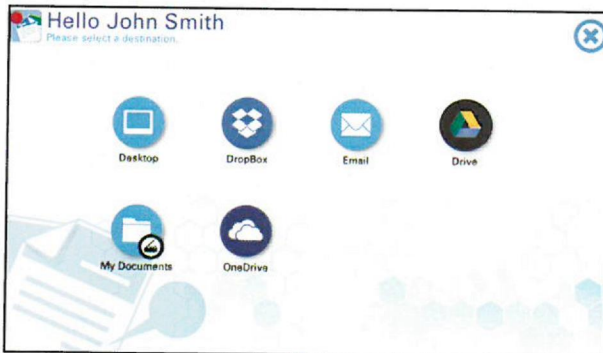 Hello John Smith
Please select a destination.
Desktop
DropBox
Email
Drive
My Documents
OneDrive